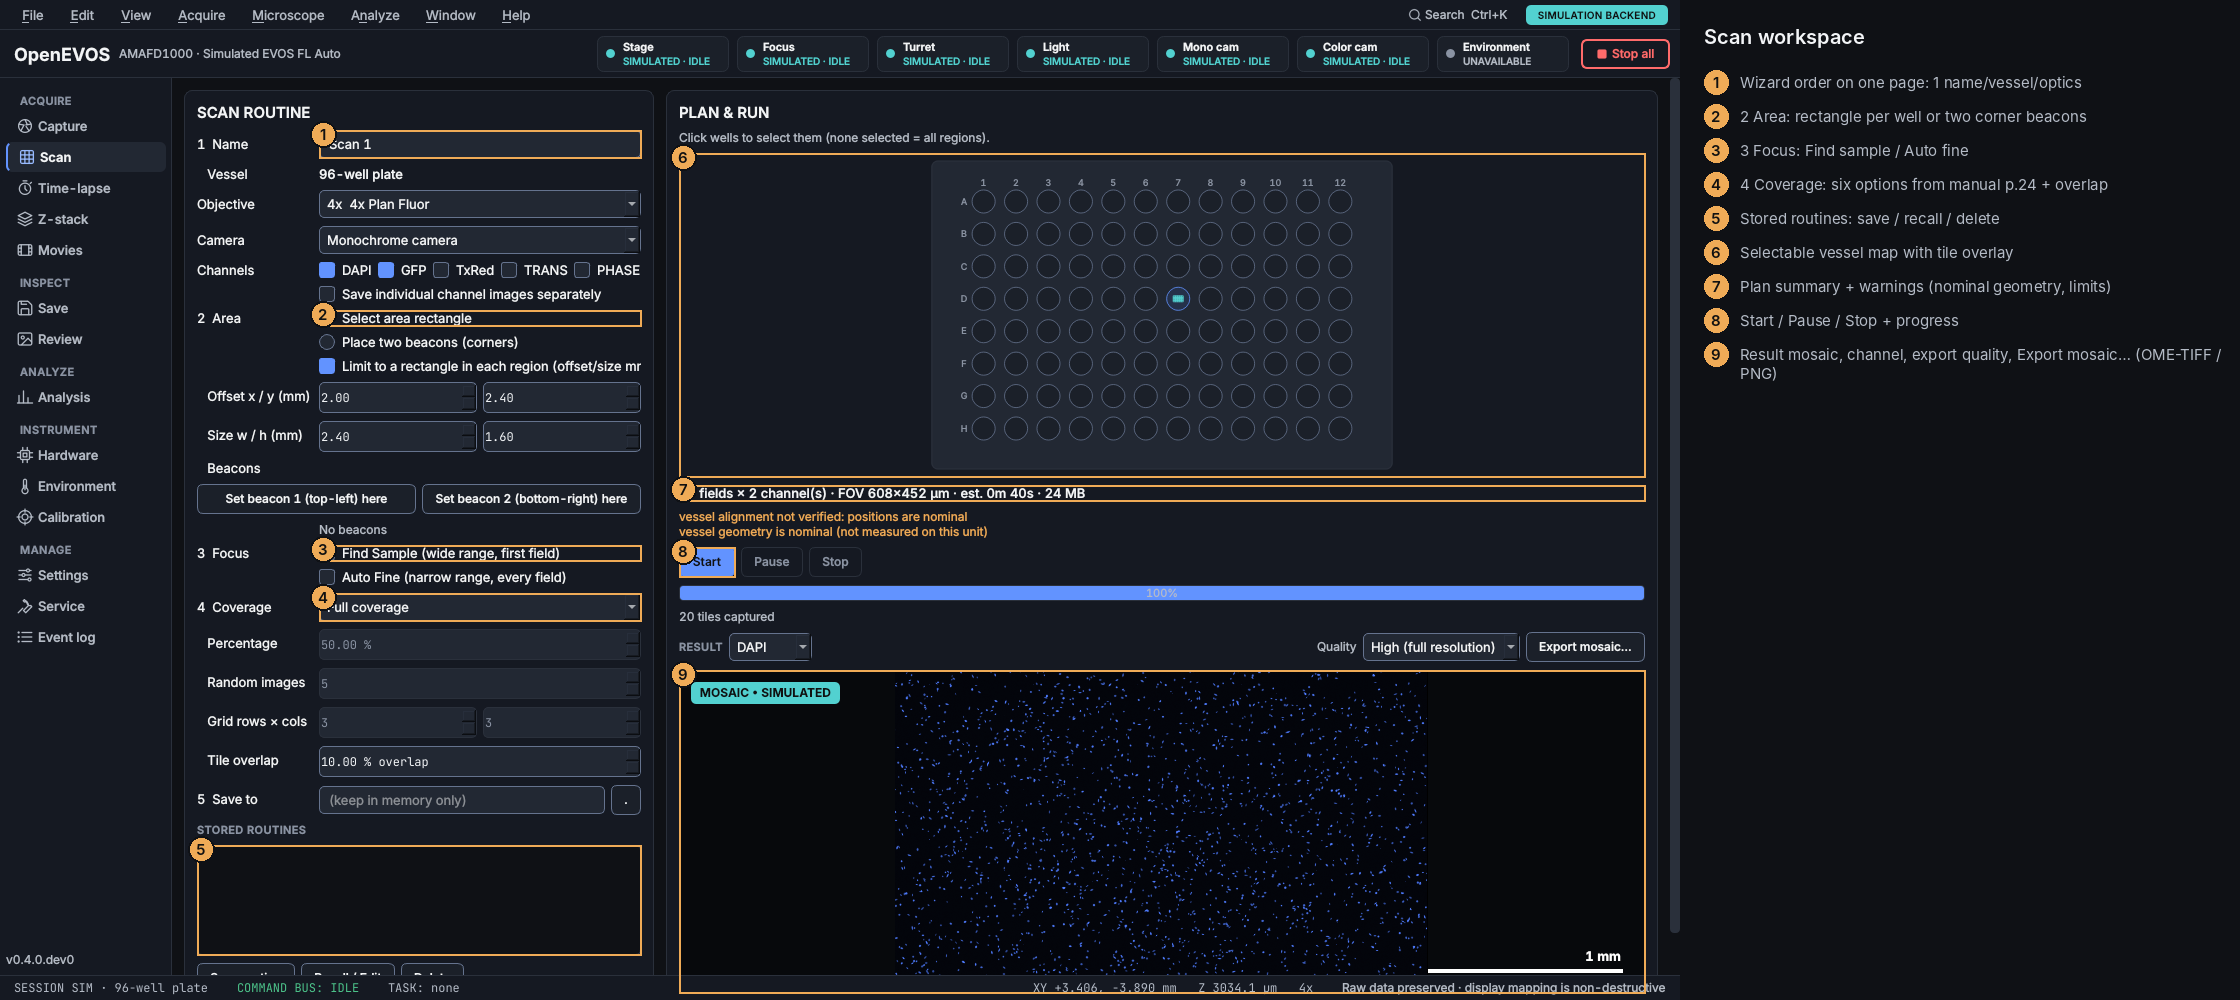 File Edit View Acquire Microscope Analyze Window Help
Search Ctrl+K
SIMULATION BACKEND
OpenEVOS AMAFD1000 · Simulated EVOS FL Auto
Stage
SIMULATED · IDLE
Focus
SIMULATED · IDLE
Turret
SIMULATED · IDLE
Light
SIMULATED · IDLE
Mono cam
SIMULATED · IDLE
Color cam
SIMULATED · IDLE
Environment
UNAVAILABLE
Stop all
ACQUIRE
Capture
Scan
Time-lapse
Z-stack
Movies
INSPECT
Save
Review
ANALYZE
Analysis
INSTRUMENT
Hardware
Environment
Calibration
MANAGE
Settings
Service
Event log
v0.4.0.dev0
SCAN ROUTINE
1
1 Name Scan 1
Vessel 96-well plate
Objective 4x 4x Plan Fluor
Camera Monochrome camera
Channels DAPI GFP TxRed TRANS PHASE
Save individual channel images separately
2 Area 2 Select area rectangle
Place two beacons (corners)
Limit to a rectangle in each region (offset/size mm
Offset x / y (mm) 2.00 2.40
Size w / h (mm) 2.40 1.60
Beacons
Set beacon 1 (top-left) here Set beacon 2 (bottom-right) here
No beacons
3 Focus 3 Find Sample (wide range, first field)
Auto Fine (narrow range, every field)
4
4 Coverage Full coverage
Percentage 50.00 %
Random images 5
Grid rows × cols 3 3
Tile overlap 10.00 % overlap
5 Save to (keep in memory only) .
STORED ROUTINES
5
PLAN & RUN
Click wells to select them (none selected = all regions).
6
1 2 3 4 5 6 7 8 9 10 11 12
A
B
C
D
E
F
G
H
7 fields × 2 channel(s) · FOV 608×452 µm · est. 0m 40s · 24 MB
vessel alignment not verified: positions are nominal
vessel geometry is nominal (not measured on this unit)
8
Start Pause Stop
100%
20 tiles captured
RESULT DAPI Quality High (full resolution) Export mosaic...
9
MOSAIC • SIMULATED
1 mm
SESSION SIM · 96-well plate COMMAND BUS: IDLE TASK: none XY +3.406, -3.890 mm Z 3034.1 µm 4x Raw data preserved · display mapping is non-destructive
Scan workspace
1 Wizard order on one page: 1 name/vessel/optics
2 2 Area: rectangle per well or two corner beacons
3 3 Focus: Find sample / Auto fine
4 4 Coverage: six options from manual p.24 + overlap
5 Stored routines: save / recall / delete
6 Selectable vessel map with tile overlay
7 Plan summary + warnings (nominal geometry, limits)
8 Start / Pause / Stop + progress
9 Result mosaic, channel, export quality, Export mosaic... (OME-TIFF /
PNG)